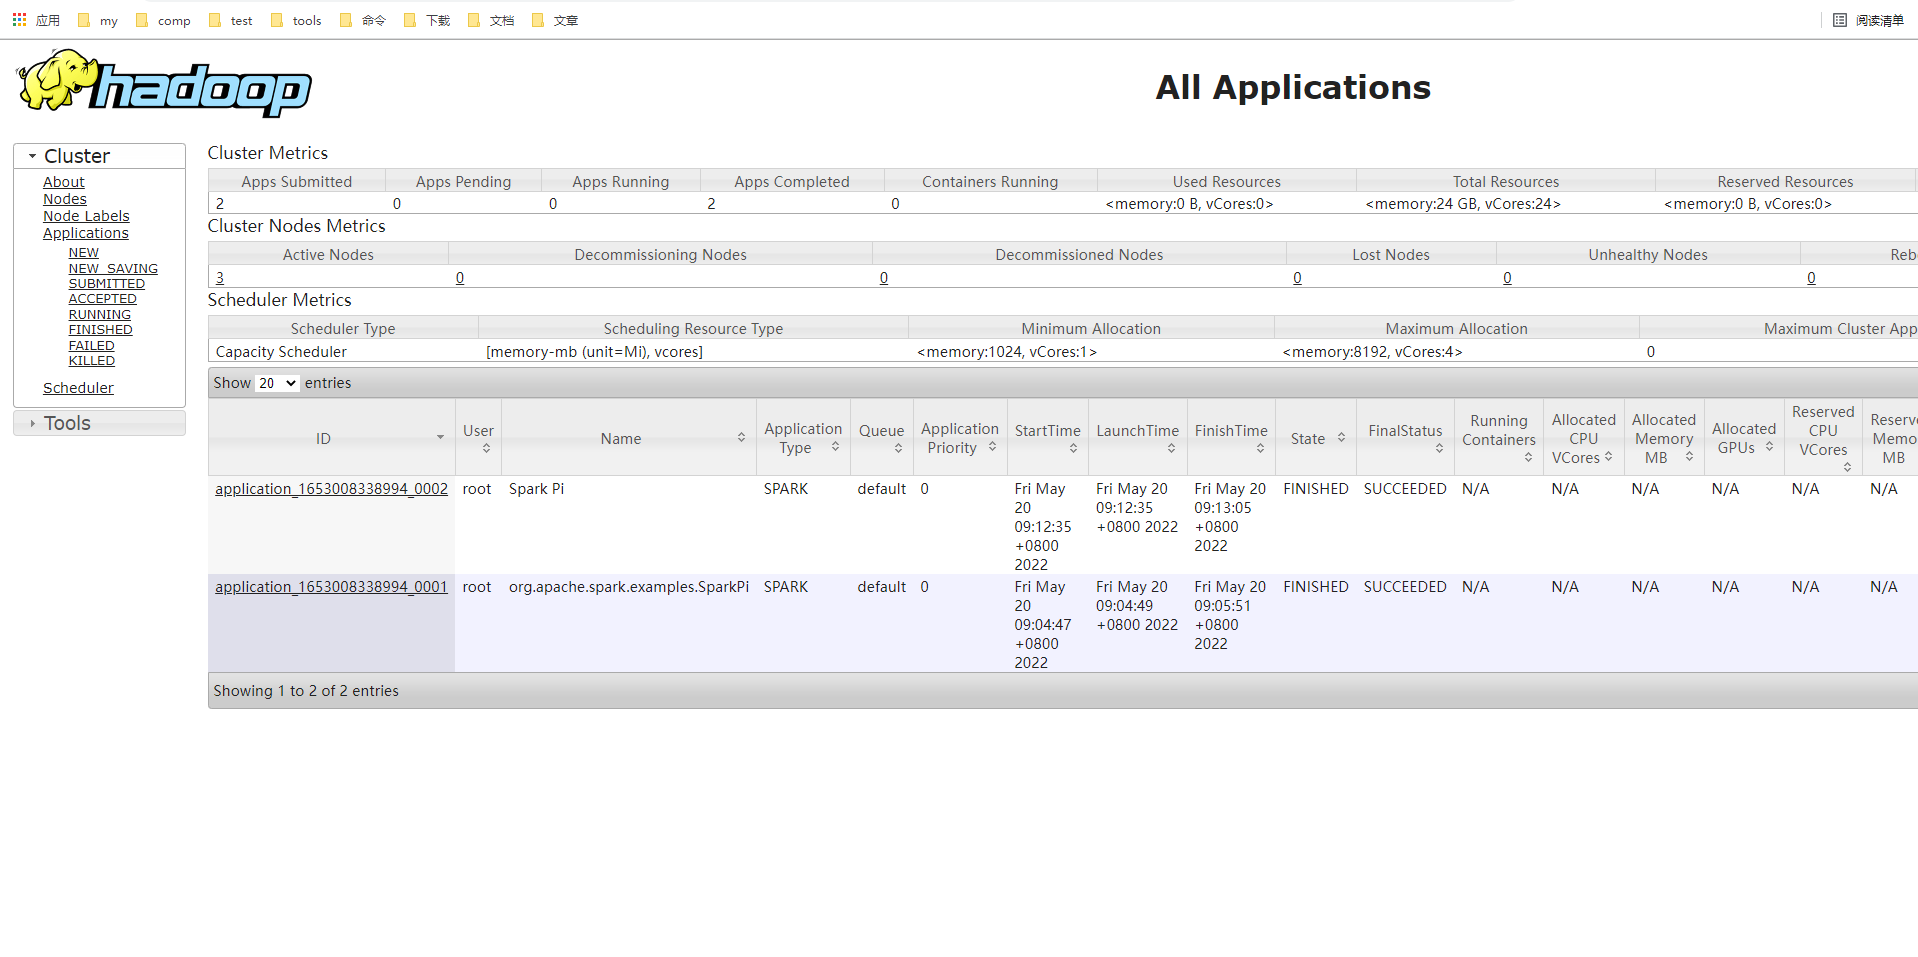 应用 my comp test tools 命令 下载 文档 文章 阅读清单
hadoop
All Applications
Cluster
About
Nodes
Node Labels
Applications
NEW
NEW_SAVING
SUBMITTED
ACCEPTED
RUNNING
FINISHED
FAILED
KILLED
Scheduler
Tools
Cluster Metrics
Apps Submitted Apps Pending Apps Running Apps Completed Containers Running Used Resources Total Resources Reserved Resources
2 0 0 2 0 <memory:0 B, vCores:0> <memory:24 GB, vCores:24> <memory:0 B, vCores:0>
Cluster Nodes Metrics
Active Nodes Decommissioning Nodes Decommissioned Nodes Lost Nodes Unhealthy Nodes Reb
3 0 0 0 0 0
Scheduler Metrics
Scheduler Type Scheduling Resource Type Minimum Allocation Maximum Allocation Maximum Cluster App
Capacity Scheduler [memory-mb (unit=Mi), vcores] <memory:1024, vCores:1> <memory:8192, vCores:4> 0
Show 20 entries
ID User Name Application Type Queue Application Priority StartTime LaunchTime FinishTime State FinalStatus Running Containers Allocated CPU VCores Allocated Memory MB Allocated GPUs Reserved CPU VCores Reserve Memo MB
application_1653008338994_0002 root Spark Pi SPARK default 0 Fri May 20 09:12:35 +0800 2022 Fri May 20 09:12:35 +0800 2022 Fri May 20 09:13:05 +0800 2022 FINISHED SUCCEEDED N/A N/A N/A N/A N/A N/A
application_1653008338994_0001 root org.apache.spark.examples.SparkPi SPARK default 0 Fri May 20 09:04:47 +0800 2022 Fri May 20 09:04:49 +0800 2022 Fri May 20 09:05:51 +0800 2022 FINISHED SUCCEEDED N/A N/A N/A N/A N/A N/A
Showing 1 to 2 of 2 entries